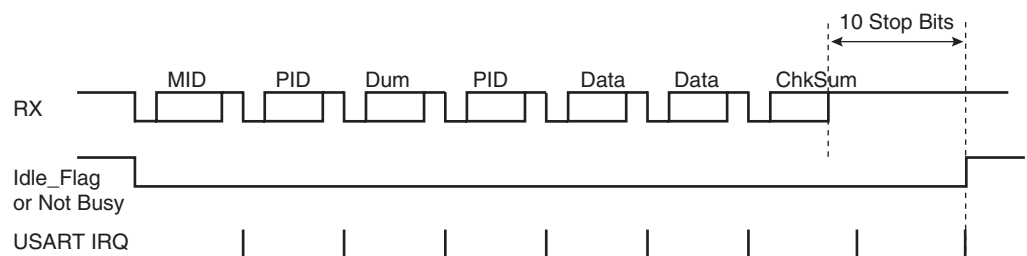 10 Stop Bits
MID PID Dum PID Data Data ChkSum
RX
Idle_Flag
or Not Busy
USART IRQ